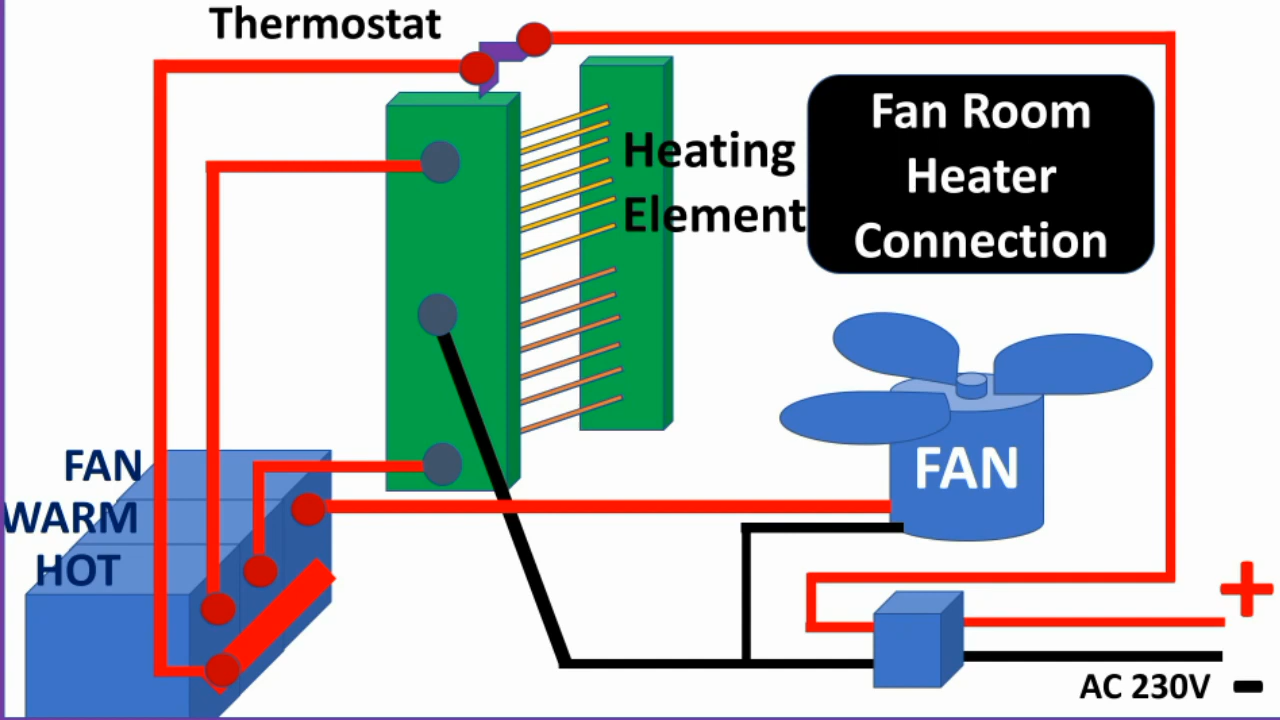 Thermostat
Fan Room
Heater
Connection
Heating
Element
FAN
WARM
HOT
FAN
+
AC 230V -